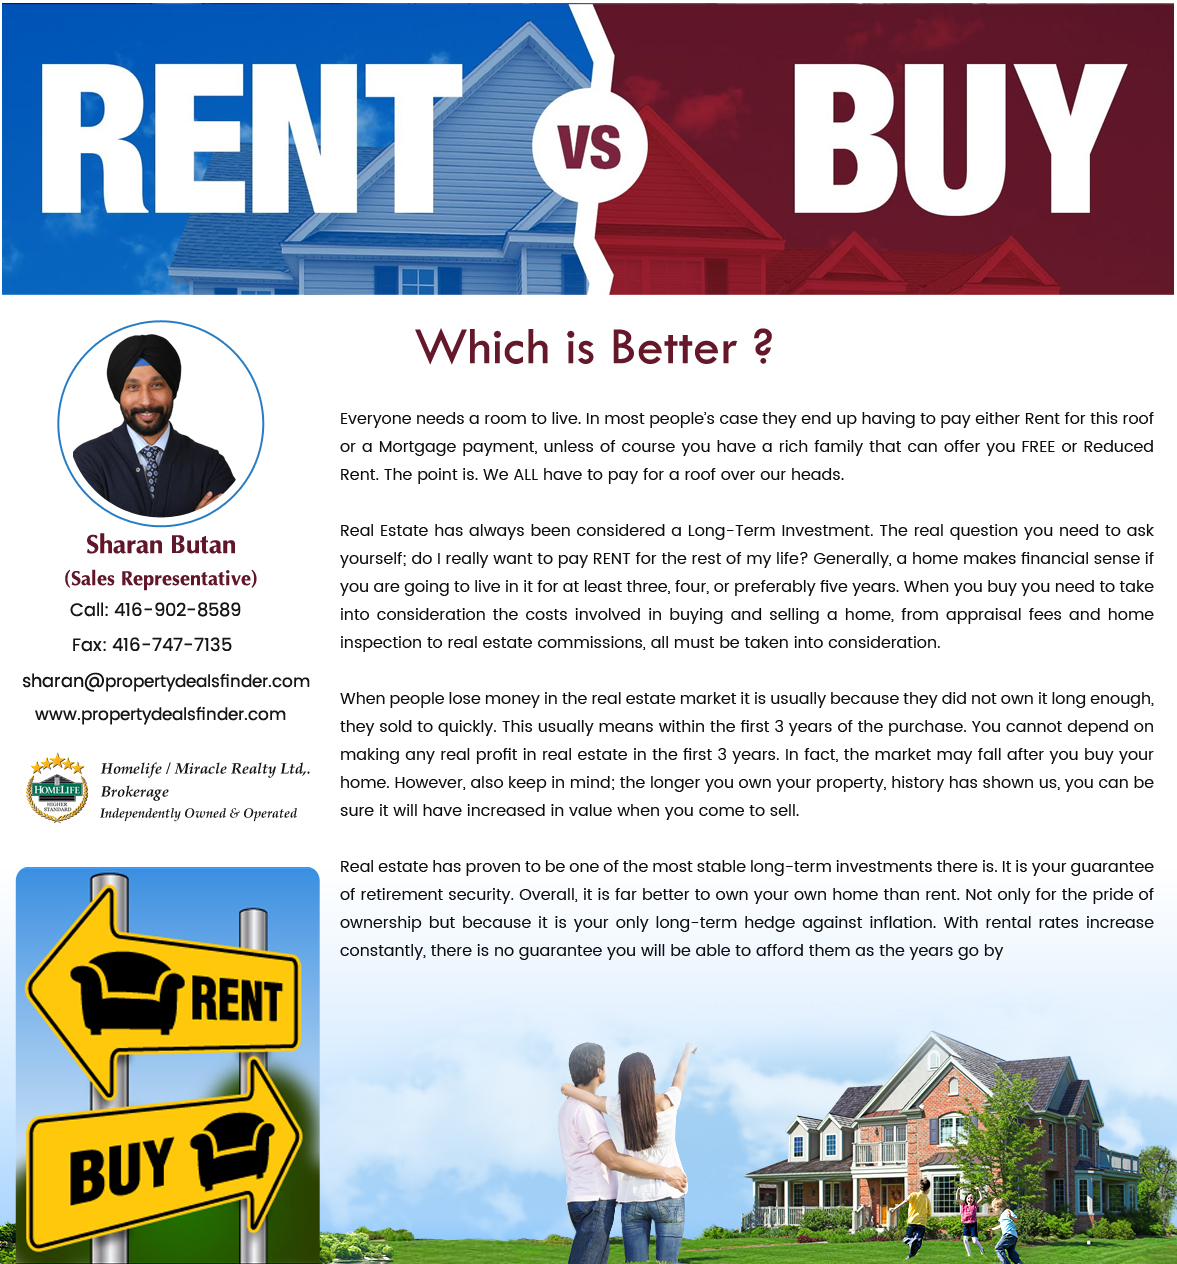 RENT
VS
BUY
Which is Better ?
Sharan Butan
(Sales Representative)
Call: 416-902-8589
Fax: 416-747-7135
sharan@propertydealsfinder.com
www.propertydealsfinder.com
HOMELIFE
HIGHER
STANDARD
Homelife / Miracle Realty Ltd,.
Brokerage
Independently Owned & Operated
Everyone needs a room to live. In most people's case they end up having to pay either Rent for this roof
or a Mortgage payment, unless of course you have a rich family that can offer you FREE or Reduced
Rent. The point is. We ALL have to pay for a roof over our heads.
Real Estate has always been considered a Long-Term Investment. The real question you need to ask
yourself; do I really want to pay RENT for the rest of my life? Generally, a home makes financial sense if
you are going to live in it for at least three, four, or preferably five years. When you buy you need to take
into consideration the costs involved in buying and selling a home, from appraisal fees and home
inspection to real estate commissions, all must be taken into consideration.
When people lose money in the real estate market it is usually because they did not own it long enough,
they sold to quickly. This usually means within the first 3 years of the purchase. You cannot depend on
making any real profit in real estate in the first 3 years. In fact, the market may fall after you buy your
home. However, also keep in mind; the longer you own your property, history has shown us, you can be
sure it will have increased in value when you come to sell.
Real estate has proven to be one of the most stable long-term investments there is. It is your guarantee
of retirement security. Overall, it is far better to own your own home than rent. Not only for the pride of
ownership but because it is your only long-term hedge against inflation. With rental rates increase
constantly, there is no guarantee you will be able to afford them as the years go by
RENT
BUY